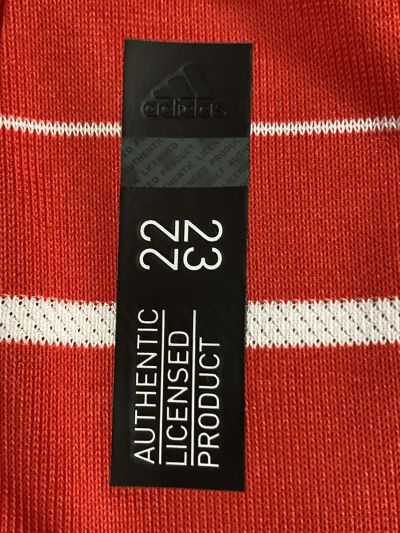 adidas
AUTHENTIC
LICENSED
PRODUCT
22
23
AUTHENTIC
LICENSED
PRODUCT